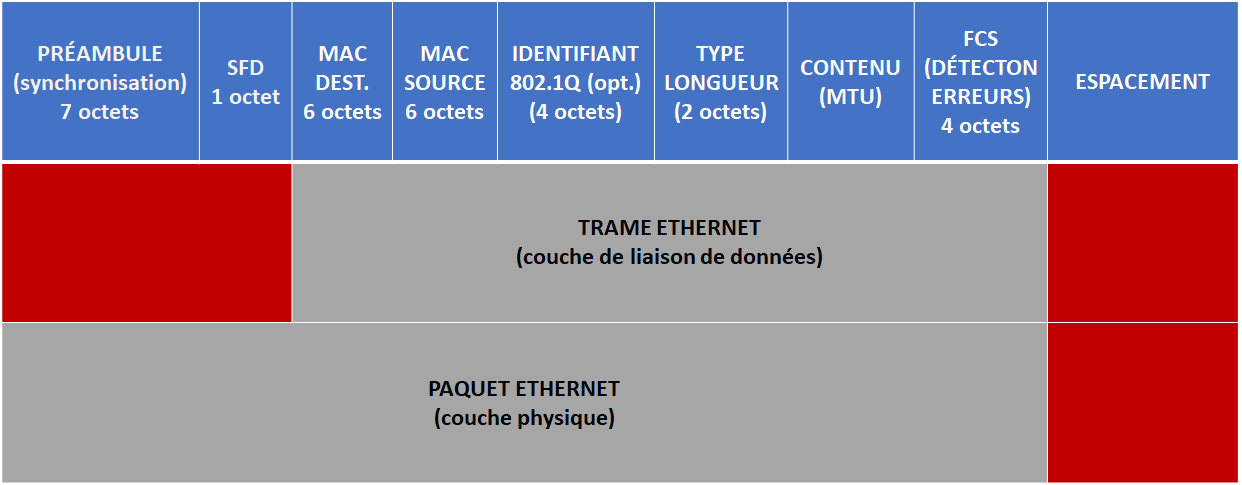 PRÉAMBULE
(synchronisation)
7 octets
SFD
1 octet
MAC
DEST.
6 octets
MAC
SOURCE
6 octets
IDENTIFIANT
802.1Q (opt.)
(4 octets)
TYPE
LONGUEUR
(2 octets)
CONTENU
(MTU)
FCS
(DÉTECTON
ERREURS)
4 octets
ESPACEMENT
TRAME ETHERNET
(couche de liaison de données)
PAQUET ETHERNET
(couche physique)